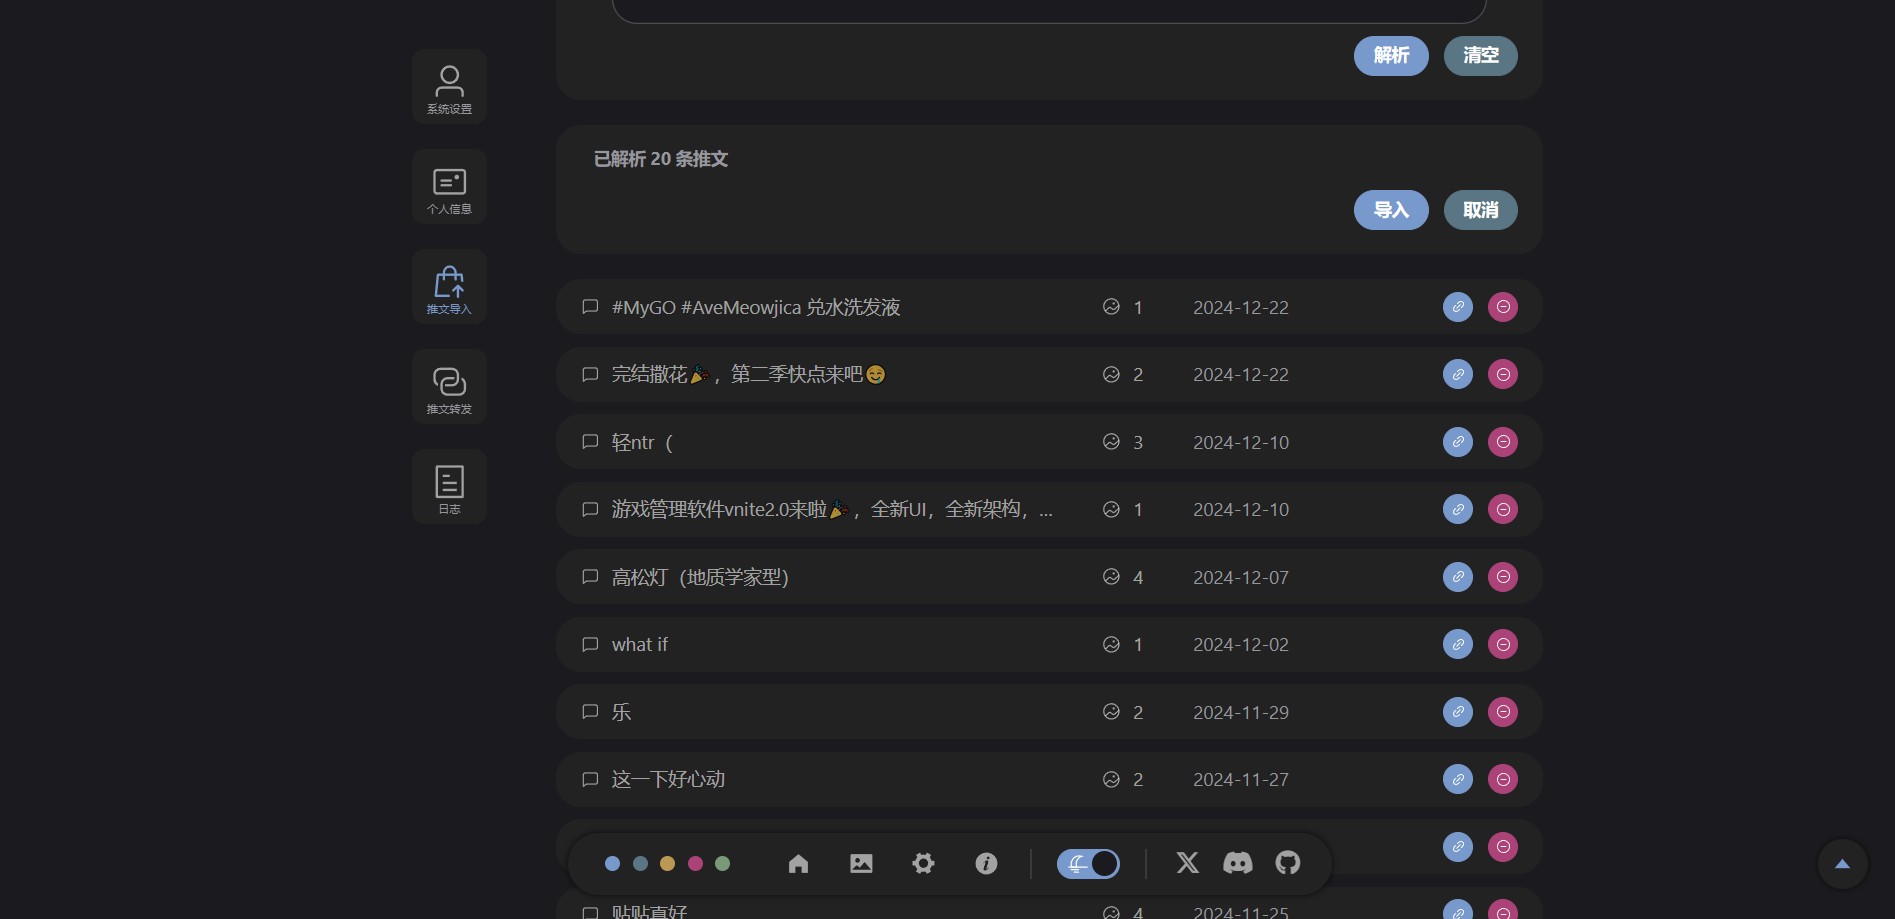 解析 清空
系统设置
已解析 20 条推文
个人信息
导入 取消
推文导入
#MyGO #AveMeowjica 兑水洗发液 1 2024-12-22
完结撒花🎉，第二季快点来吧😊 2 2024-12-22
推文转发
轻ntr（ 3 2024-12-10
日志
游戏管理软件vnite2.0来啦🎉，全新UI，全新架构，... 1 2024-12-10
高松灯（地质学家型） 4 2024-12-07
what if 1 2024-12-02
乐 2 2024-11-29
这一下好心动 2 2024-11-27
贴贴真好 4 2024-11-25